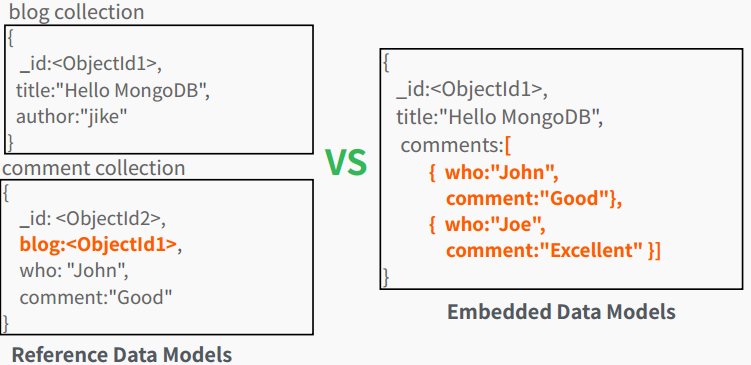 blog collection
{
_id:<ObjectId1>,
title:"Hello MongoDB",
author:"jike"
}
comment collection
{
_id: <ObjectId2>,
blog:<ObjectId1>,
who: "John",
comment:"Good"
}
Reference Data Models
VS
{
_id:<ObjectId1>,
title:"Hello MongoDB",
comments:[
{ who:"John",
comment:"Good"},
{ who:"Joe",
comment:"Excellent" }]
}
Embedded Data Models